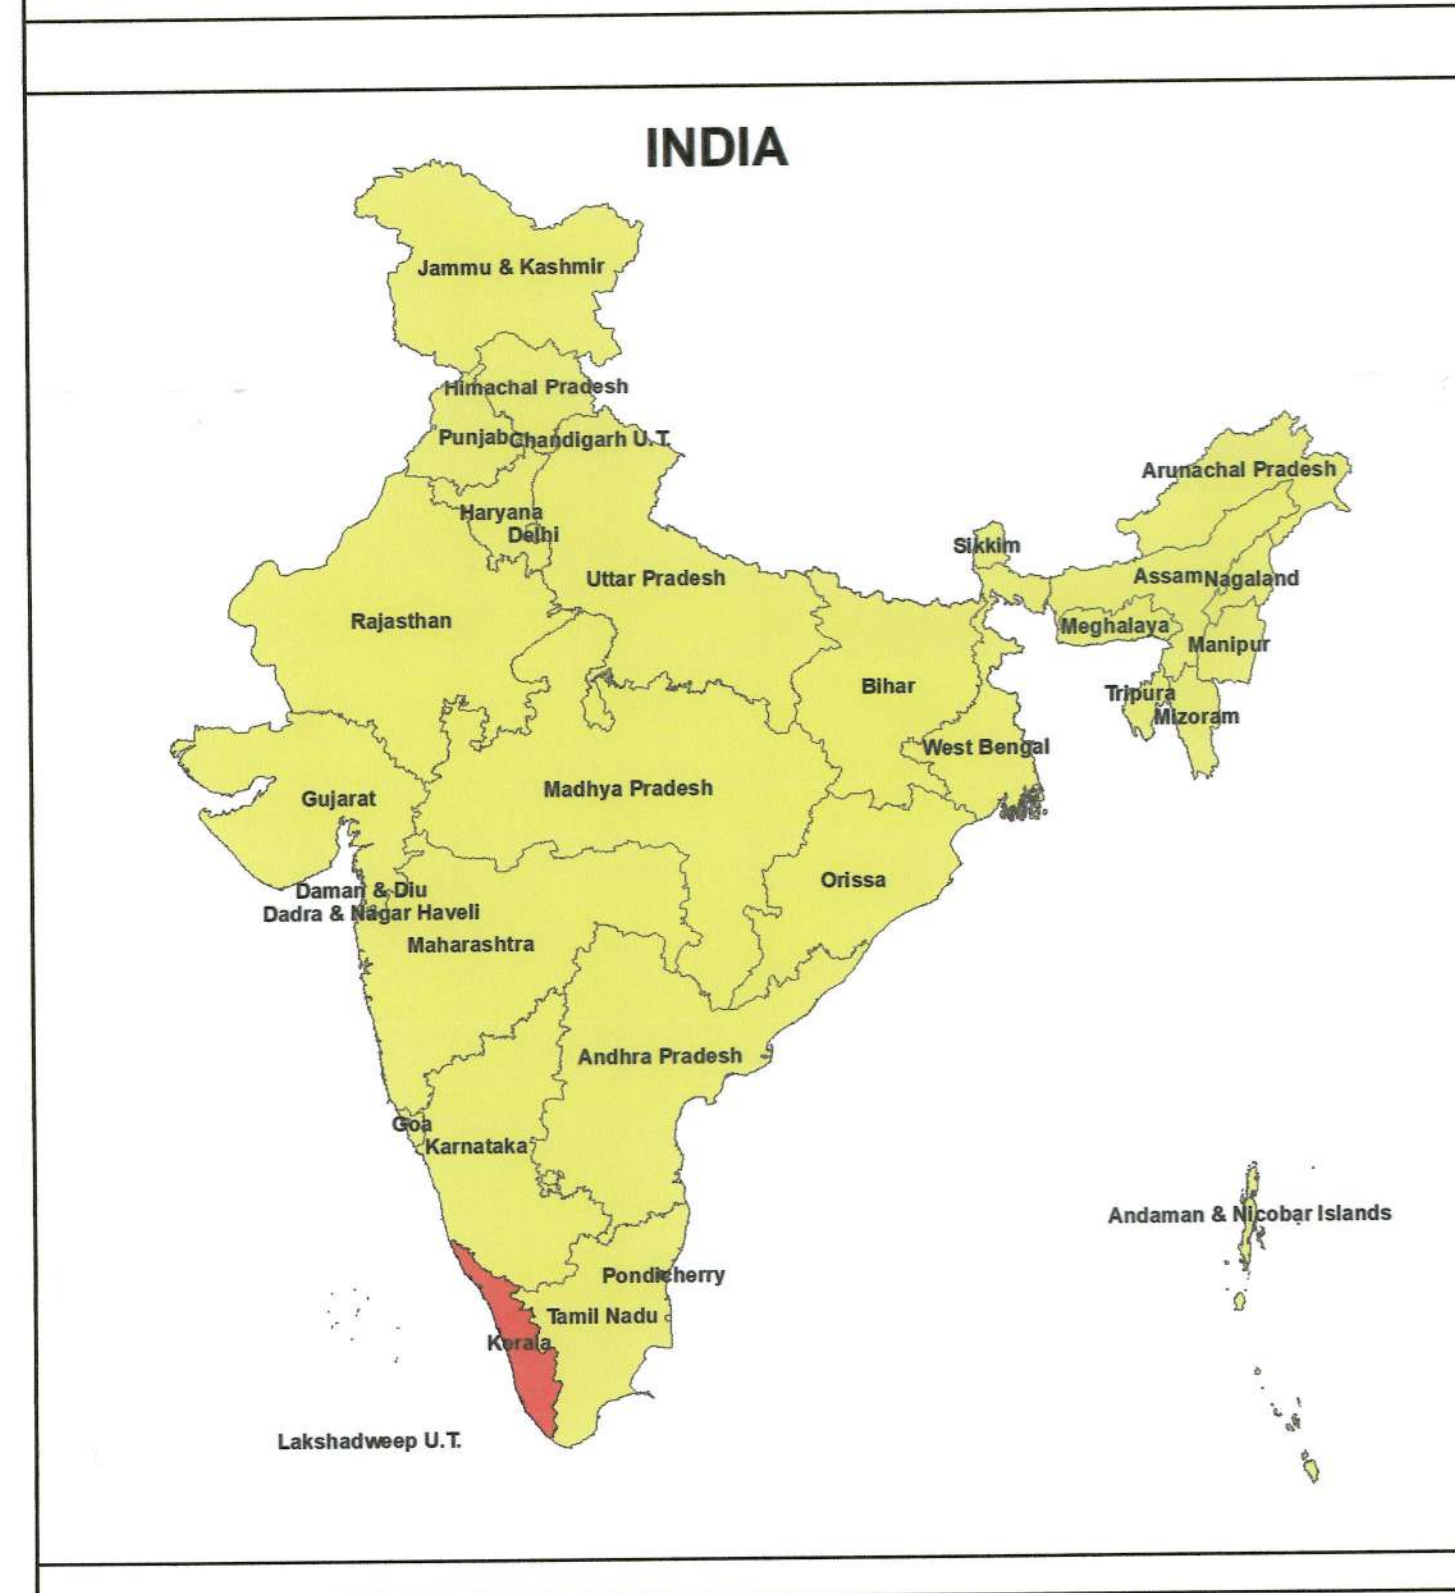 INDIA
Jammu & Kashmir
Himachal Pradesh
Punjab
Chandigarh U.T.
Arunachal Pradesh
Haryana
Delhi
Sikkim
Uttar Pradesh
Assam
Nagaland
Rajasthan
Meghalaya
Manipur
Bihar
Tripura
Mizoram
West Bengal
Madhya Pradesh
Gujarat
Orissa
Daman & Diu
Dadra & Nagar Haveli
Maharashtra
Andhra Pradesh
Goa
Karnataka
Andaman & Nicobar Islands
Pondicherry
Tamil Nadu
Kerala
Lakshadweep U.T.